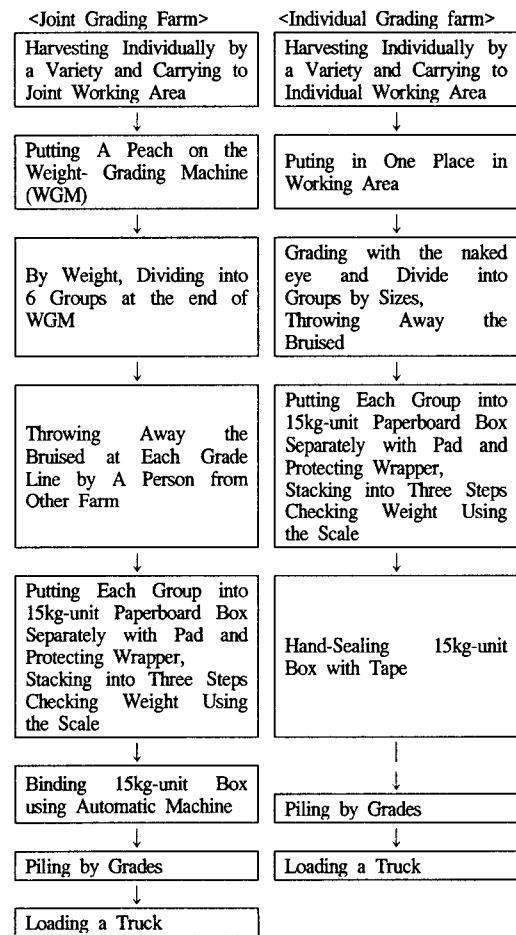 <Joint Grading Farm>
Harvesting Individually by
a Variety and Carrying to
Joint Working Area
Putting A Peach on the
Weight- Grading Machine
(WGM)
By Weight, Dividing into
6 Groups at the end of
WGM
Throwing Away the
Bruised at Each Grade
Line by A Person from
Other Farm
Putting Each Group into
15kg-unit Paperboard Box
Separately with Pad and
Protecting Wrapper,
Stacking into Three Steps
Checking Weight Using
the Scale
Binding 15kg-unit Box
using Automatic Machine
Piling by Grades
Loading a Truck
<Individual Grading farm>
Harvesting Individually by
a Variety and Carrying to
Individual Working Area
Puting in One Place in
Working Area
Grading with the naked
eye and Divide into
Groups by Sizes,
Throwing Away the
Bruised
Putting Each Group into
15kg-unit Paperboard Box
Separately with Pad and
Protecting Wrapper,
Stacking into Three Steps
Checking Weight Using
the Scale
Hand-Sealing 15kg-unit
Box with Tape
Piling by Grades
Loading a Truck